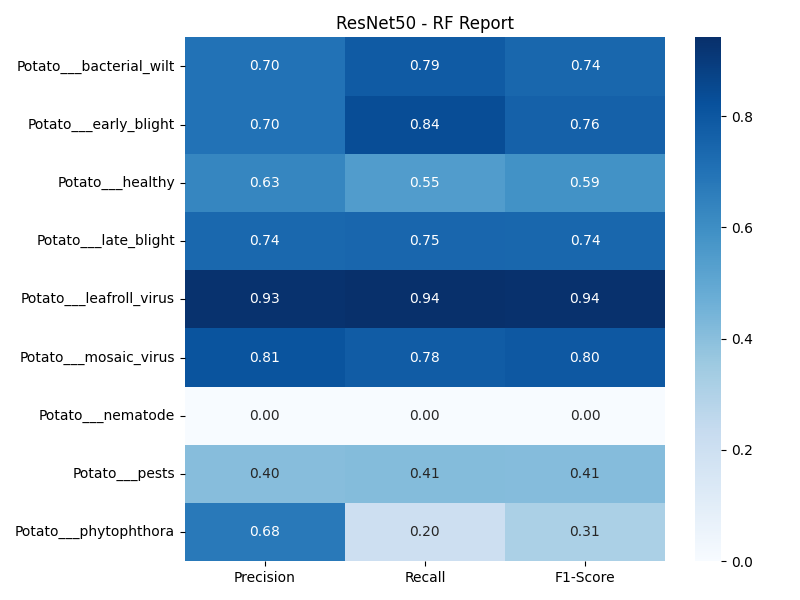 ResNet50 - RF Report
Potato___bacterial_wilt 0.70 0.79 0.74
Potato___early_blight 0.70 0.84 0.76
Potato___healthy 0.63 0.55 0.59
Potato___late_blight 0.74 0.75 0.74
Potato___leafroll_virus 0.93 0.94 0.94
Potato___mosaic_virus 0.81 0.78 0.80
Potato___nematode 0.00 0.00 0.00
Potato___pests 0.40 0.41 0.41
Potato___phytophthora 0.68 0.20 0.31
Precision Recall F1-Score
0.8
0.6
0.4
0.2
0.0